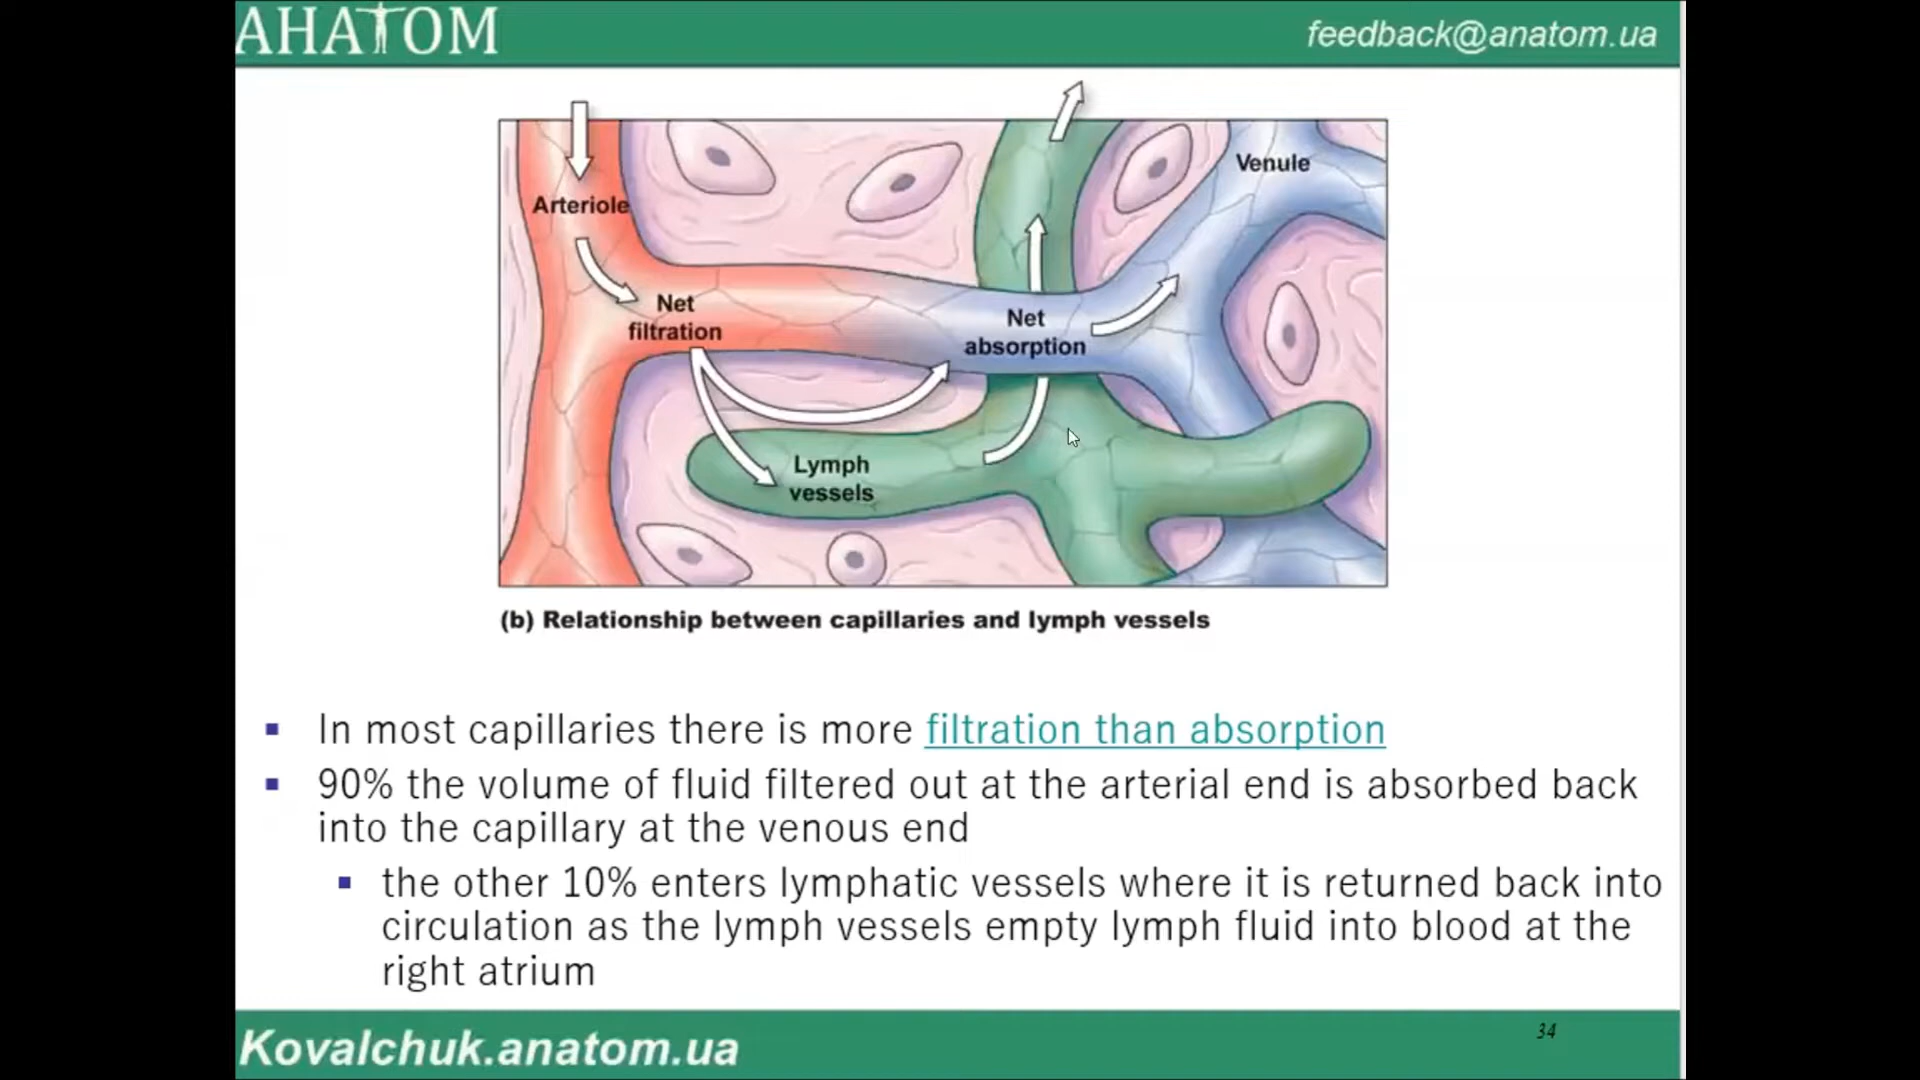 АНАТОМ
feedback@anatom.ua
Arteriole
Venule
Net
filtration
Net
absorption
Lymph
vessels
(b) Relationship between capillaries and lymph vessels
▪ In most capillaries there is more filtration than absorption
▪ 90% the volume of fluid filtered out at the arterial end is absorbed back
into the capillary at the venous end
▪ the other 10% enters lymphatic vessels where it is returned back into
circulation as the lymph vessels empty lymph fluid into blood at the
right atrium
Kovalchuk.anatom.ua
34